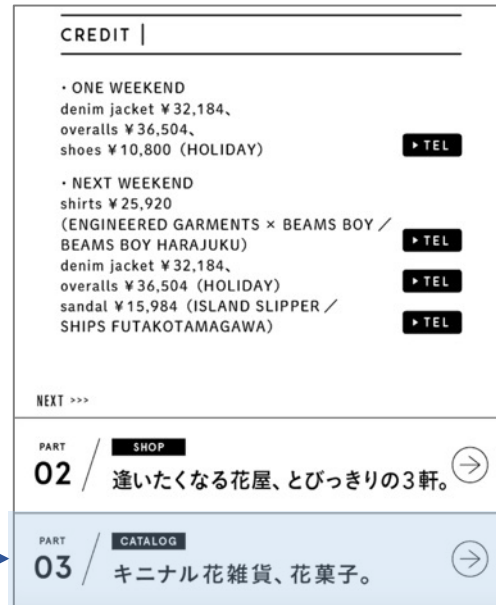 CREDIT |
・ONE WEEKEND
denim jacket ¥32,184、
overalls ¥36,504、
shoes ¥10,800（HOLIDAY）
▶TEL
・NEXT WEEKEND
shirts ¥25,920
（ENGINEERED GARMENTS × BEAMS BOY／
BEAMS BOY HARAJUKU）
▶TEL
denim jacket ¥32,184、
overalls ¥36,504（HOLIDAY）
▶TEL
sandal ¥15,984（ISLAND SLIPPER／
SHIPS FUTAKOTAMAGAWA）
▶TEL
NEXT >>>
PART
02
SHOP
逢いたくなる花屋、とびっきりの3軒。
PART
03
CATALOG
キニナル花雑貨、花菓子。